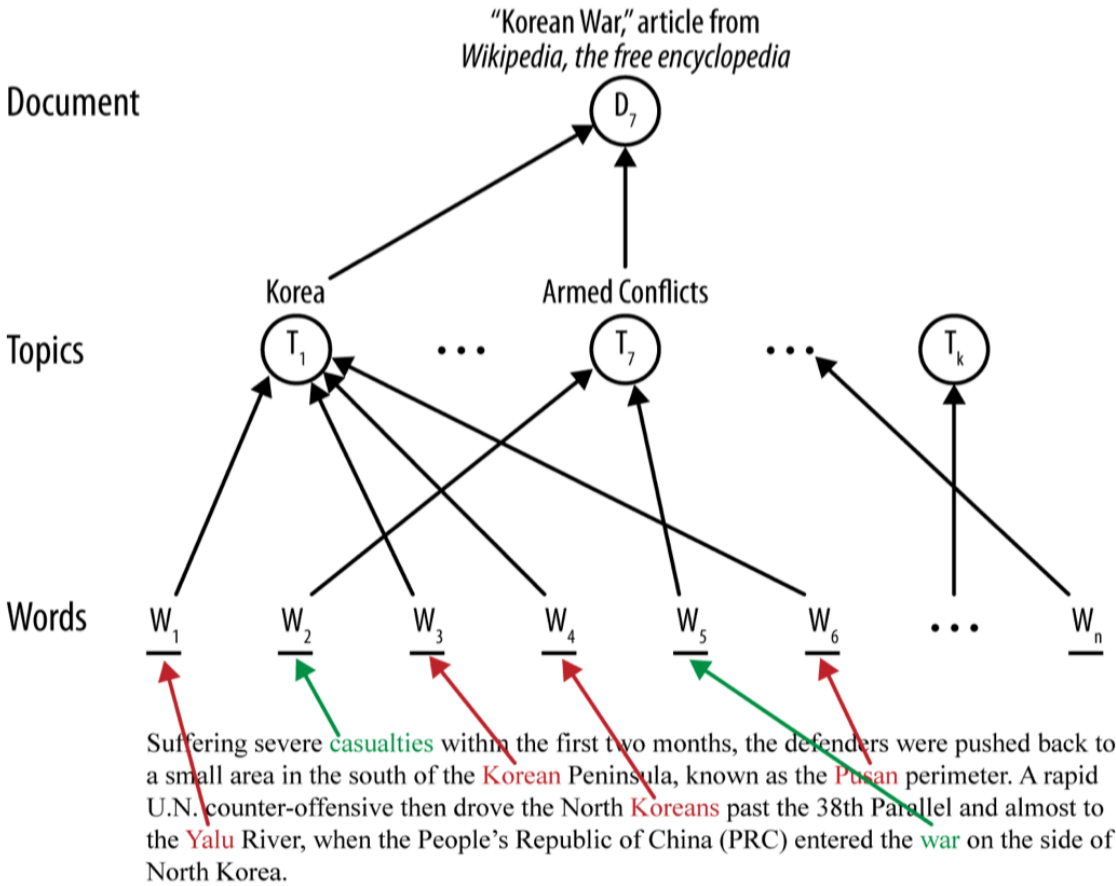 “Korean War,” article from
Wikipedia, the free encyclopedia
Document
D7
Korea
Armed Conflicts
Topics
T1
...
T7
...
Tk
Words
W1
W2
W3
W4
W5
W6
...
Wn
Suffering severe casualties within the first two months, the defenders were pushed back to
a small area in the south of the Korean Peninsula, known as the Pusan perimeter. A rapid
U.N. counter-offensive then drove the North Koreans past the 38th Parallel and almost to
the Yalu River, when the People’s Republic of China (PRC) entered the war on the side of
North Korea.